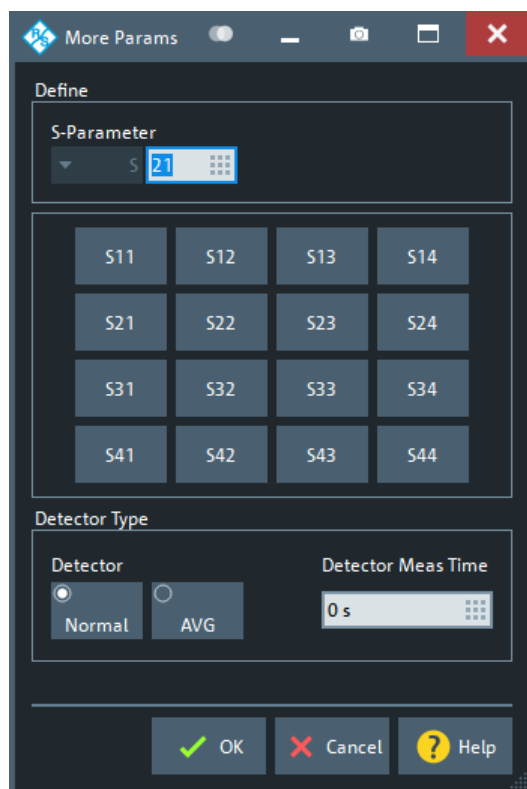 R&S More Params
Define
S-Parameter
S 21
S11 S12 S13 S14
S21 S22 S23 S24
S31 S32 S33 S34
S41 S42 S43 S44
Detector Type
Detector Detector Meas Time
Normal AVG 0 s
OK Cancel ? Help